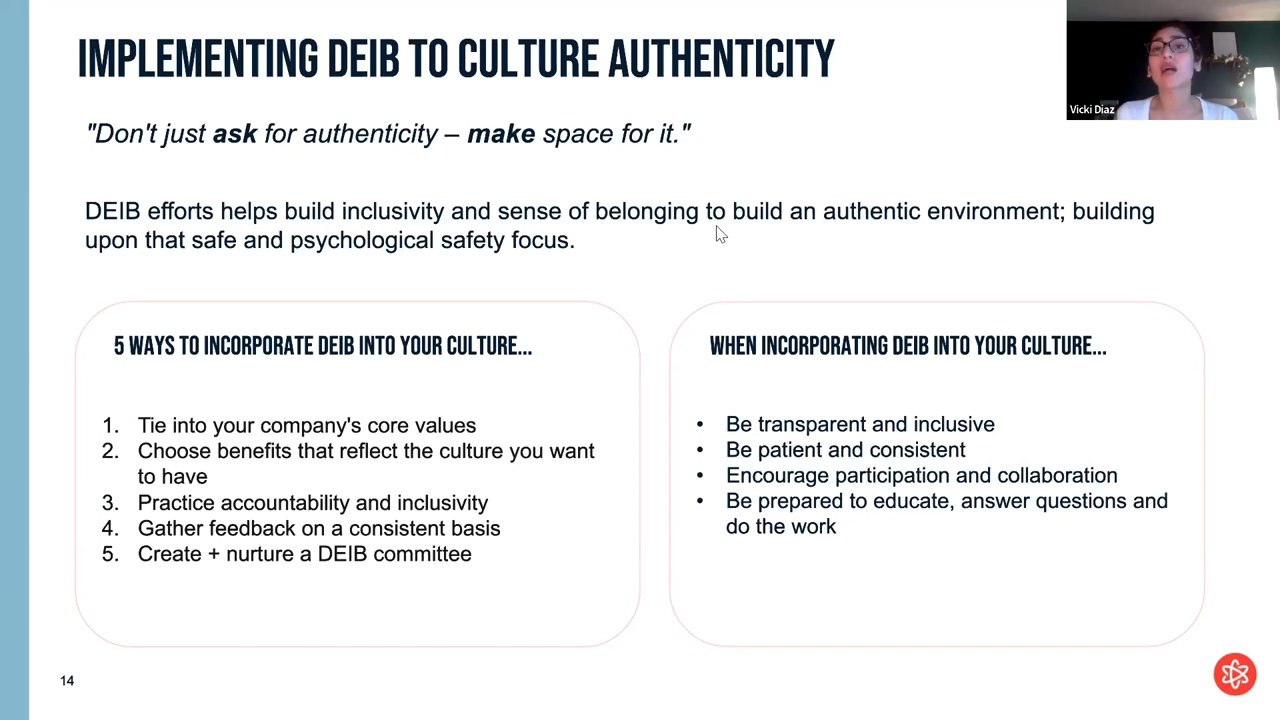 IMPLEMENTING DEIB TO CULTURE AUTHENTICITY
Vicki Diaz
"Don't just ask for authenticity – make space for it."
DEIB efforts helps build inclusivity and sense of belonging to build an authentic environment; building
upon that safe and psychological safety focus.
5 WAYS TO INCORPORATE DEIB INTO YOUR CULTURE...
1. Tie into your company's core values
2. Choose benefits that reflect the culture you want
to have
3. Practice accountability and inclusivity
4. Gather feedback on a consistent basis
5. Create + nurture a DEIB committee
WHEN INCORPORATING DEIB INTO YOUR CULTURE...
• Be transparent and inclusive
• Be patient and consistent
• Encourage participation and collaboration
• Be prepared to educate, answer questions and
do the work
14